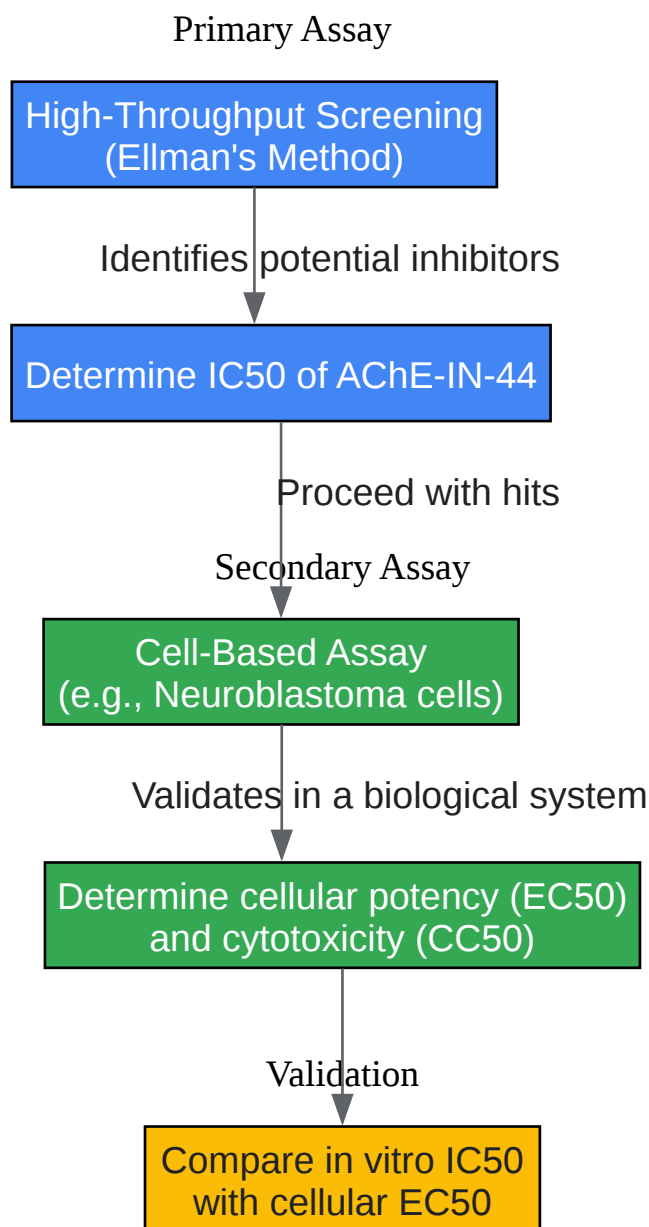 Primary Assay
High-Throughput Screening
(Ellman's Method)
Identifies potential inhibitors
Determine IC50 of AChE-IN-44
Proceed with hits
Secondary Assay
Cell-Based Assay
(e.g., Neuroblastoma cells)
Validates in a biological system
Determine cellular potency (EC50)
and cytotoxicity (CC50)
Validation
Compare in vitro IC50
with cellular EC50